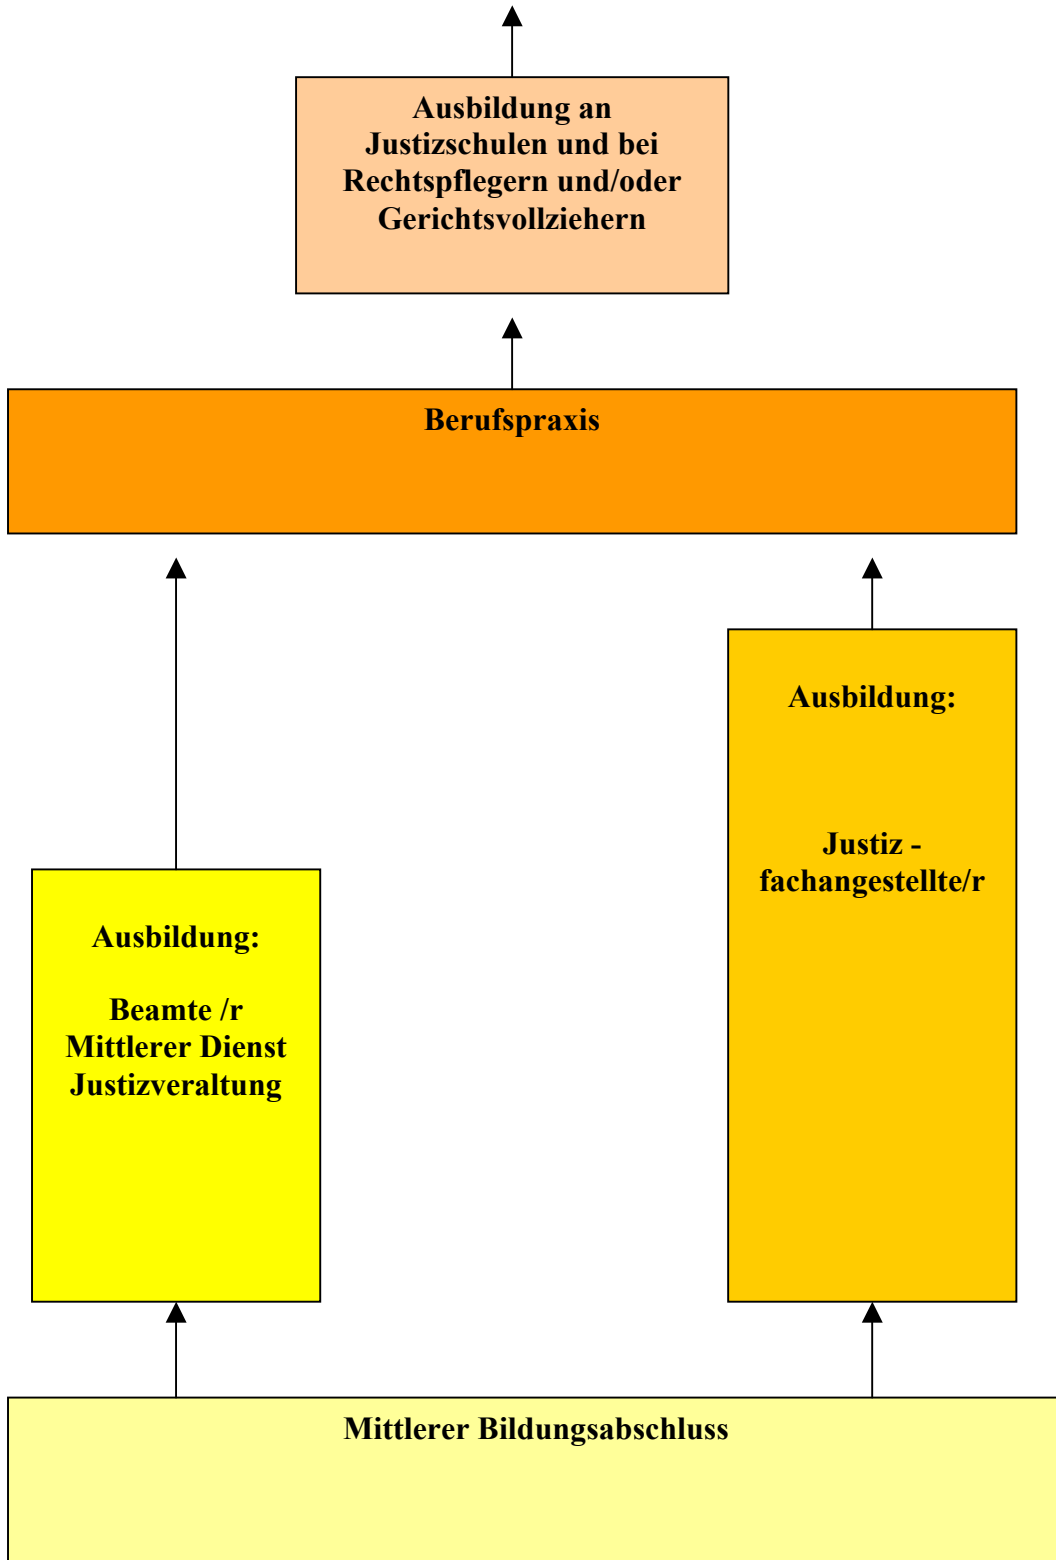 Ausbildung an
Justizschulen und bei
Rechtspflegern und/oder
Gerichtsvollziehern
Berufspraxis
Ausbildung:
Justiz -
fachangestellte/r
Ausbildung:
Beamte /r
Mittlerer Dienst
Justizveraltung
Mittlerer Bildungsabschluss